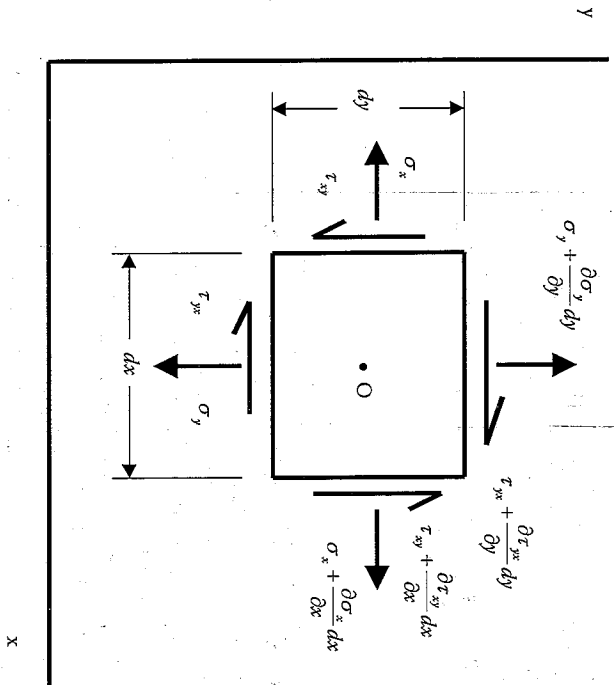 y
σ_y + ∂σ_y/∂y dy
τ_yx + ∂τ_yx/∂y dy
dy
σ_x
τ_xy
O
τ_xy + ∂τ_xy/∂x dx
σ_x + ∂σ_x/∂x dx
τ_yx
σ_y
dx
x